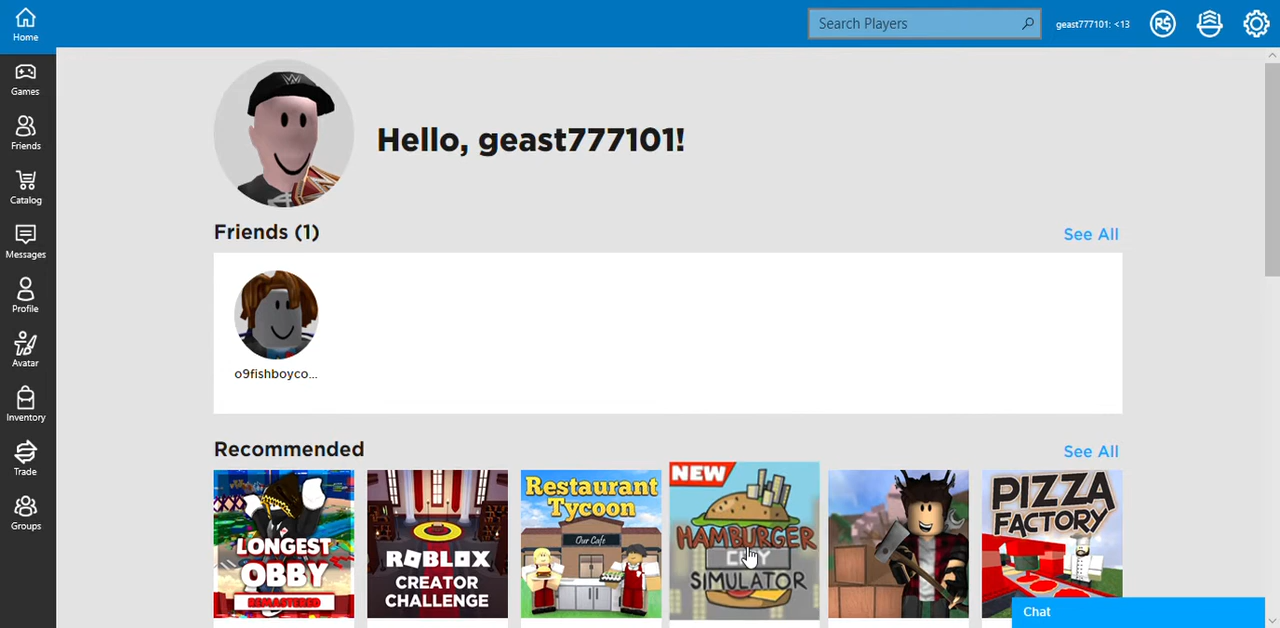 Home
Search Players
geast777101: <13
R$
Games
Friends
Catalog
Messages
Profile
Avatar
Inventory
Trade
Groups
W
Hello, geast777101!
Friends (1)
See All
o9fishboyco...
Recommended
See All
LONGEST
OBBY
REMASTERED
ROBLOX
CREATOR
CHALLENGE
Restaurant
Tycoon
Our Cafe
NEW
HAMBURGER
CITY
SIMULATOR
PIZZA
FACTORY
Chat